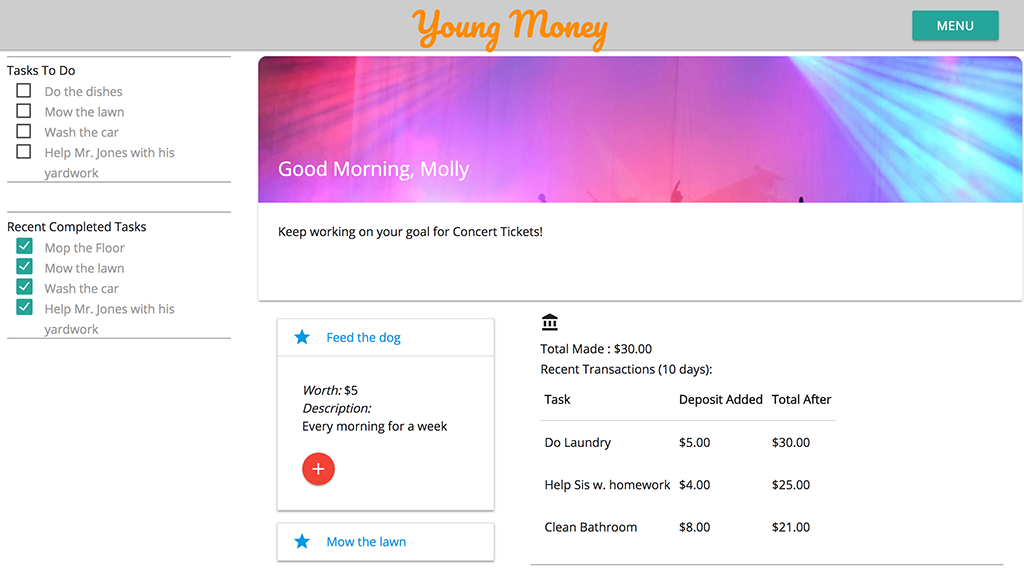 Young Money
MENU
Tasks To Do
Do the dishes
Mow the lawn
Wash the car
Help Mr. Jones with his
yardwork
Recent Completed Tasks
Mop the Floor
Mow the lawn
Wash the car
Help Mr. Jones with his
yardwork
Good Morning, Molly
Keep working on your goal for Concert Tickets!
Feed the dog
Worth: $5
Description:
Every morning for a week
+
Mow the lawn
Total Made : $30.00
Recent Transactions (10 days):
Task Deposit Added Total After
Do Laundry $5.00 $30.00
Help Sis w. homework $4.00 $25.00
Clean Bathroom $8.00 $21.00